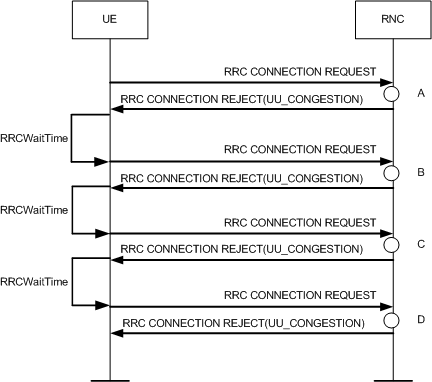 UE
RNC
RRC CONNECTION REQUEST
A
RRC CONNECTION REJECT(UU_CONGESTION)
RRCWaitTime
RRC CONNECTION REQUEST
B
RRC CONNECTION REJECT(UU_CONGESTION)
RRCWaitTime
RRC CONNECTION REQUEST
C
RRC CONNECTION REJECT(UU_CONGESTION)
RRCWaitTime
RRC CONNECTION REQUEST
D
RRC CONNECTION REJECT(UU_CONGESTION)